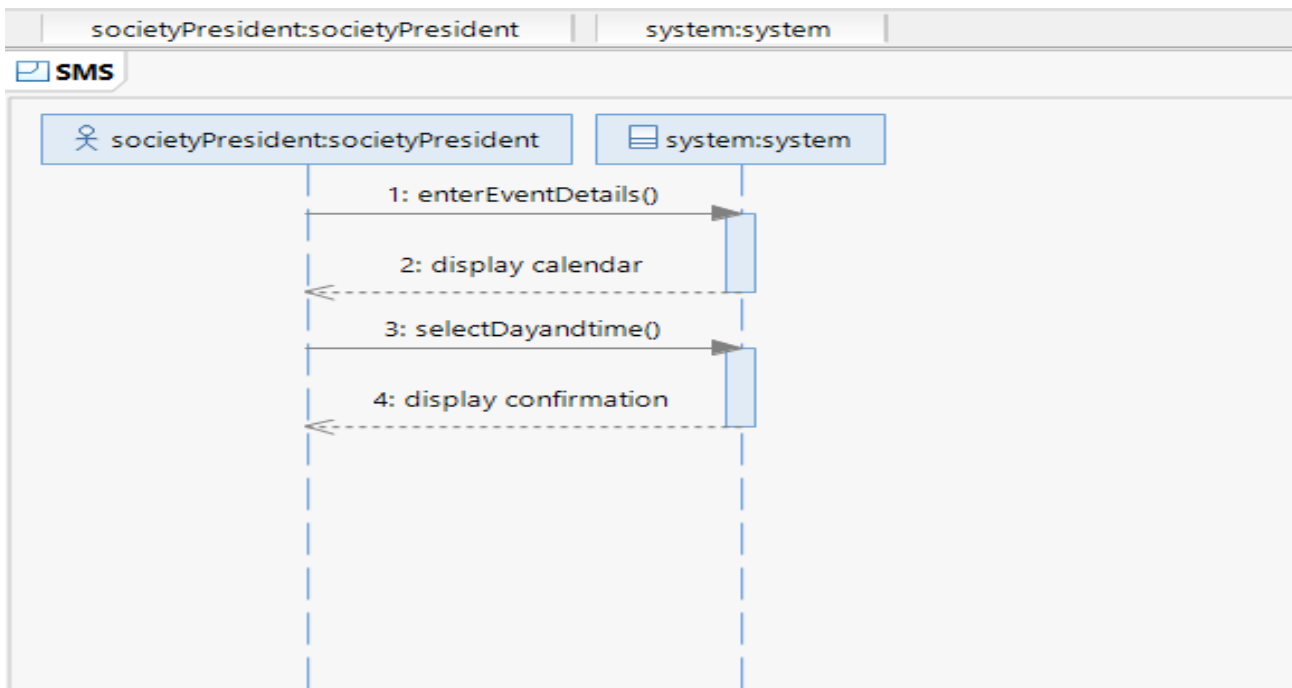 societyPresident:societyPresident system:system
SMS
societyPresident:societyPresident system:system
1: enterEventDetails()
2: display calendar
3: selectDayandtime()
4: display confirmation